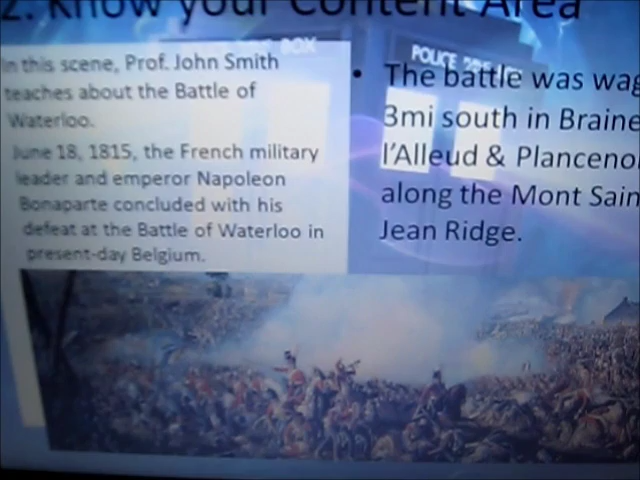 2. Know your Content Area
BOX
POLICE
In this scene, Prof. John Smith
teaches about the Battle of
Waterloo.
June 18, 1815, the French military
leader and emperor Napoleon
Bonaparte concluded with his
defeat at the Battle of Waterloo in
present-day Belgium.
• The battle was wag
3mi south in Braine
l'Alleud & Planceno
along the Mont Sain
Jean Ridge.